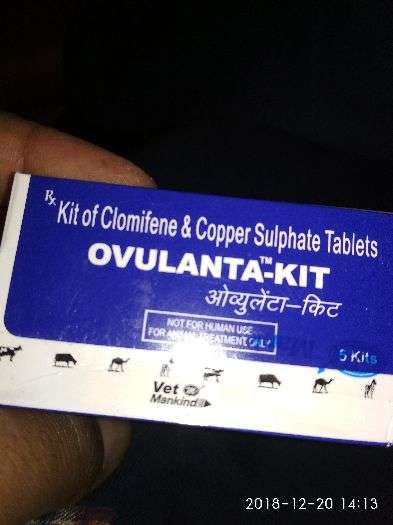 Rx Kit of Clomifene & Copper Sulphate Tablets
OVULANTA™-KIT
ओव्युलेंटा-किट
NOT FOR HUMAN USE
FOR ANIMAL TREATMENT ONLY
5 Kits
Vet
Mankind
2018-12-20 14:13